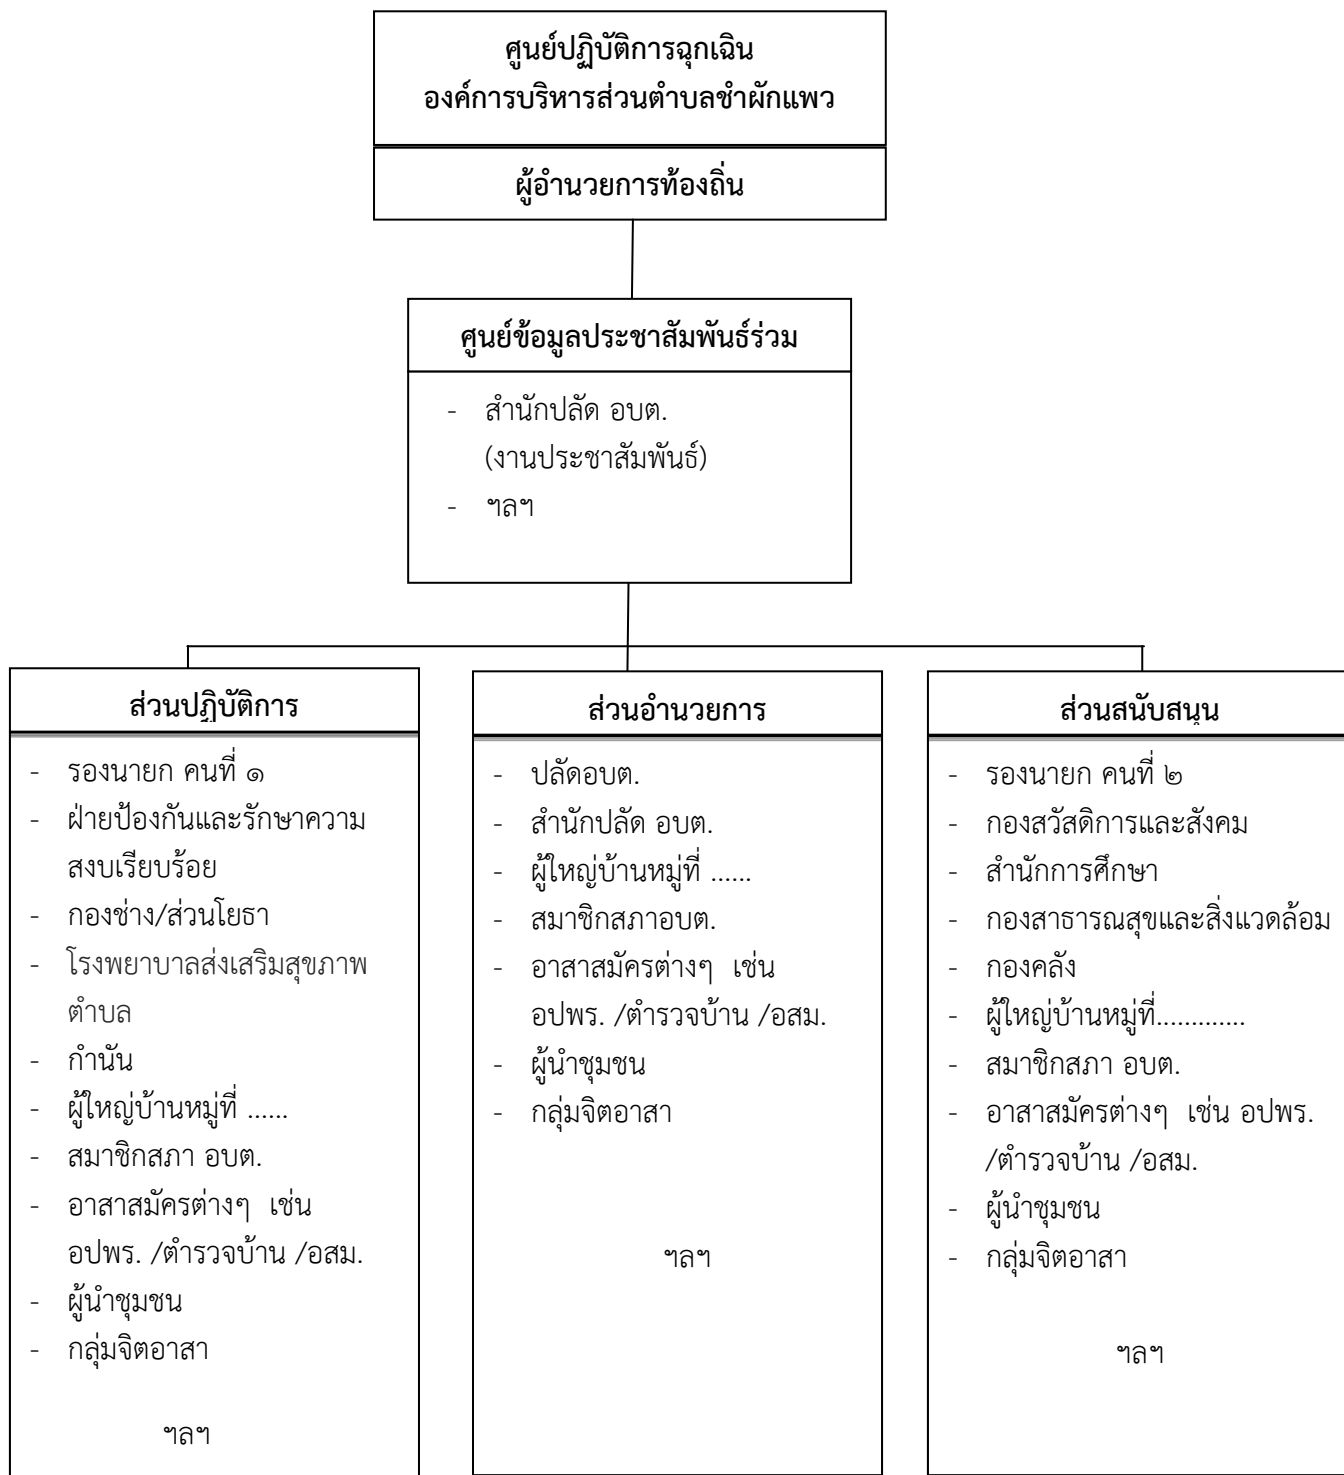 ศูนย์ปฏิบัติการฉุกเฉิน
องค์การบริหารส่วนตำบลชำผักแพว
ผู้อำนวยการท้องถิ่น
ศูนย์ข้อมูลประชาสัมพันธ์ร่วม
- สำนักปลัด อบต.
(งานประชาสัมพันธ์)
- ฯลฯ
ส่วนปฏิบัติการ
- รองนายก คนที่ ๑
- ฝ่ายป้องกันและรักษาความ
สงบเรียบร้อย
- กองช่าง/ส่วนโยธา
- โรงพยาบาลส่งเสริมสุขภาพ
ตำบล
- กำนัน
- ผู้ใหญ่บ้านหมู่ที่ ......
- สมาชิกสภา อบต.
- อาสาสมัครต่างๆ เช่น
อปพร. /ตำรวจบ้าน /อสม.
- ผู้นำชุมชน
- กลุ่มจิตอาสา
ฯลฯ
ส่วนอำนวยการ
- ปลัดอบต.
- สำนักปลัด อบต.
- ผู้ใหญ่บ้านหมู่ที่ ......
- สมาชิกสภาอบต.
- อาสาสมัครต่างๆ เช่น
อปพร. /ตำรวจบ้าน /อสม.
- ผู้นำชุมชน
- กลุ่มจิตอาสา
ฯลฯ
ส่วนสนับสนุน
- รองนายก คนที่ ๒
- กองสวัสดิการและสังคม
- สำนักการศึกษา
- กองสาธารณสุขและสิ่งแวดล้อม
- กองคลัง
- ผู้ใหญ่บ้านหมู่ที่.............
- สมาชิกสภา อบต.
- อาสาสมัครต่างๆ เช่น อปพร.
/ตำรวจบ้าน /อสม.
- ผู้นำชุมชน
- กลุ่มจิตอาสา
ฯลฯ